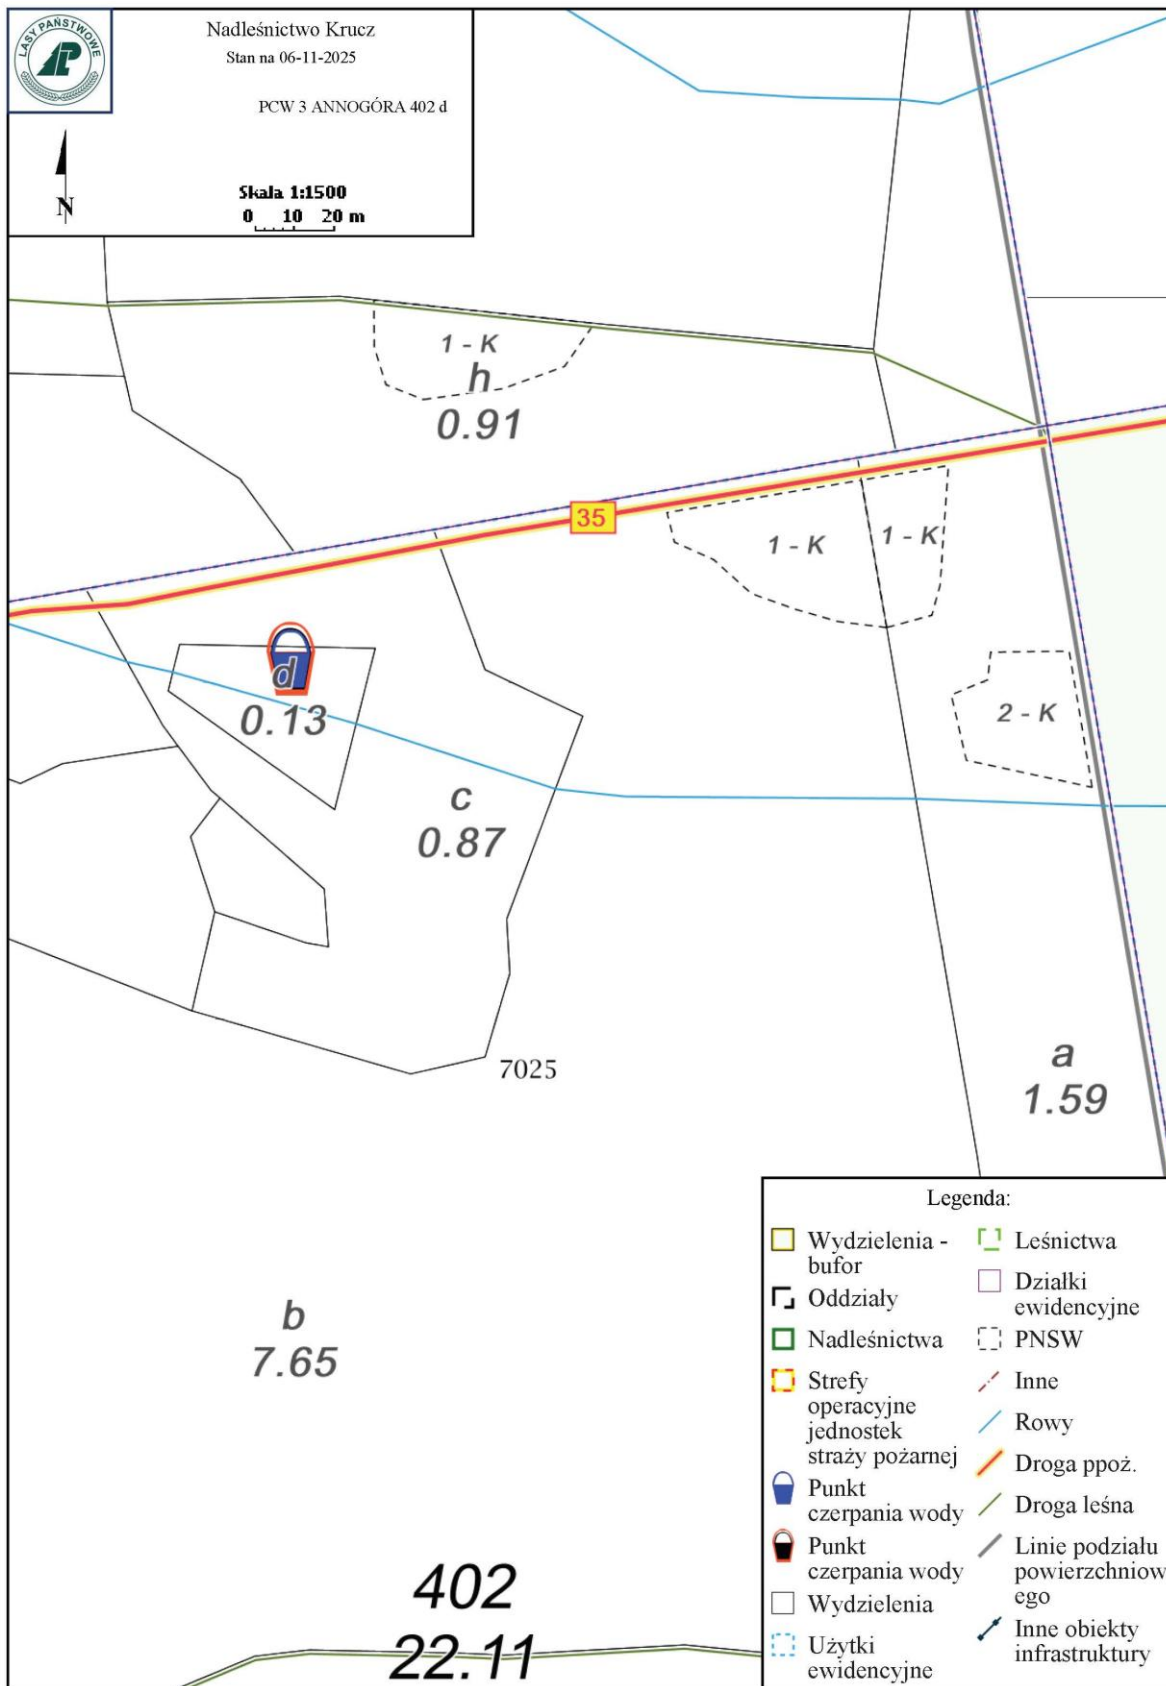 LASY PAŃSTWOWE
Nadleśnictwo Krucz
Stan na 06-11-2025
PCW 3 ANNOGÓRA 402 d
N
Skala 1:1500
0 10 20 m
1 - K
h
0.91
35
1 - K
1 - K
d
0.13
2 - K
c
0.87
7025
a
1.59
b
7.65
402
22.11
Legenda:
Wydzielenia -
bufor
Oddziały
Nadleśnictwa
Strefy
operacyjne
jednostek
straży pożarnej
Punkt
czerpania wody
Punkt
czerpania wody
Wydzielenia
Użytki
ewidencyjne
Leśnictwa
Działki
ewidencyjne
PNSW
Inne
Rowy
Droga ppoż.
Droga leśna
Linie podziału
powierzchniow
ego
Inne obiekty
infrastruktury